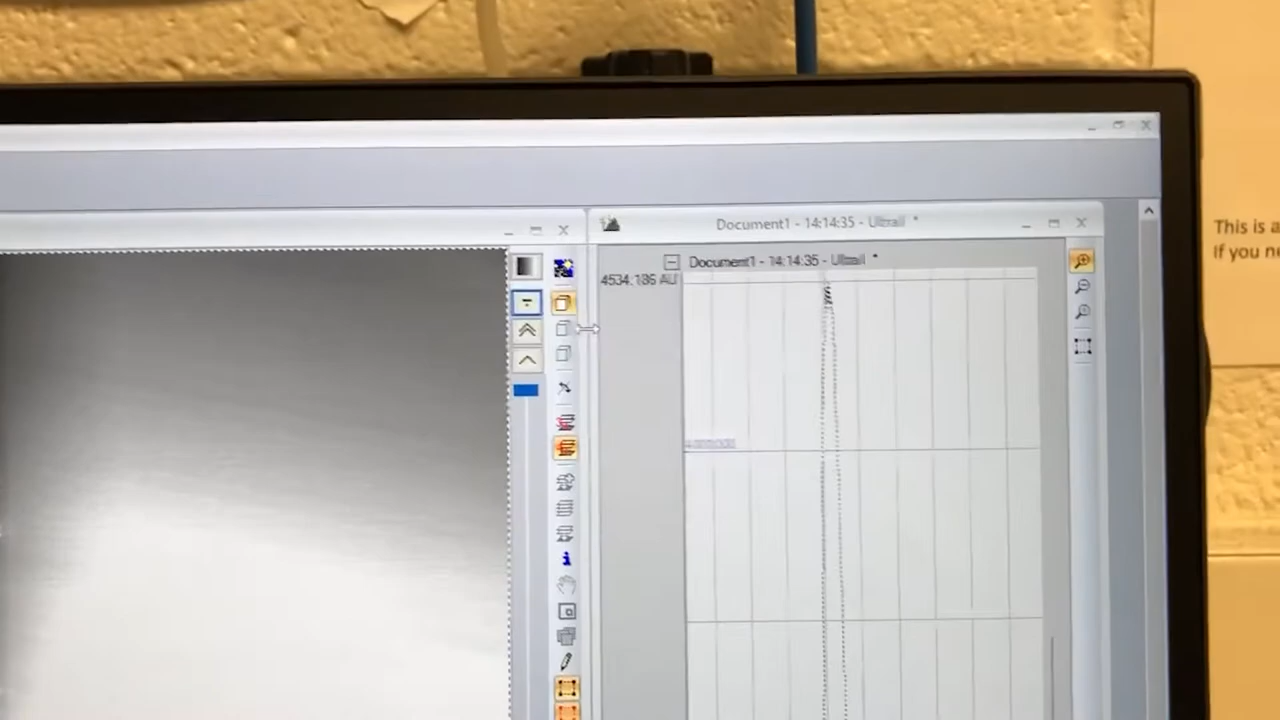 Document1 - 14:14:35 - Ultrall *
This is a
If you ne
Document1 - 14:14:35 - Ultrall *
4534.186 AU